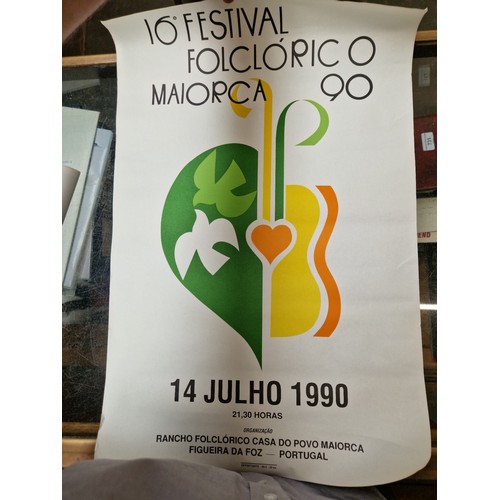 16º FESTIVAL
FOLCLÓRICO
MAIORCA 90
14 JULHO 1990
21,30 HORAS
ORGANIZAÇÃO
RANCHO FOLCLÓRICO CASA DO POVO MAIORCA
FIGUEIRA DA FOZ — PORTUGAL